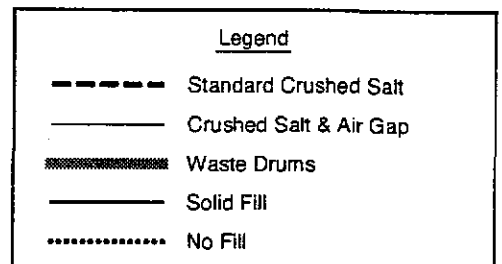 Legend
Standard Crushed Salt
Crushed Salt & Air Gap
Waste Drums
Solid Fill
No Fill